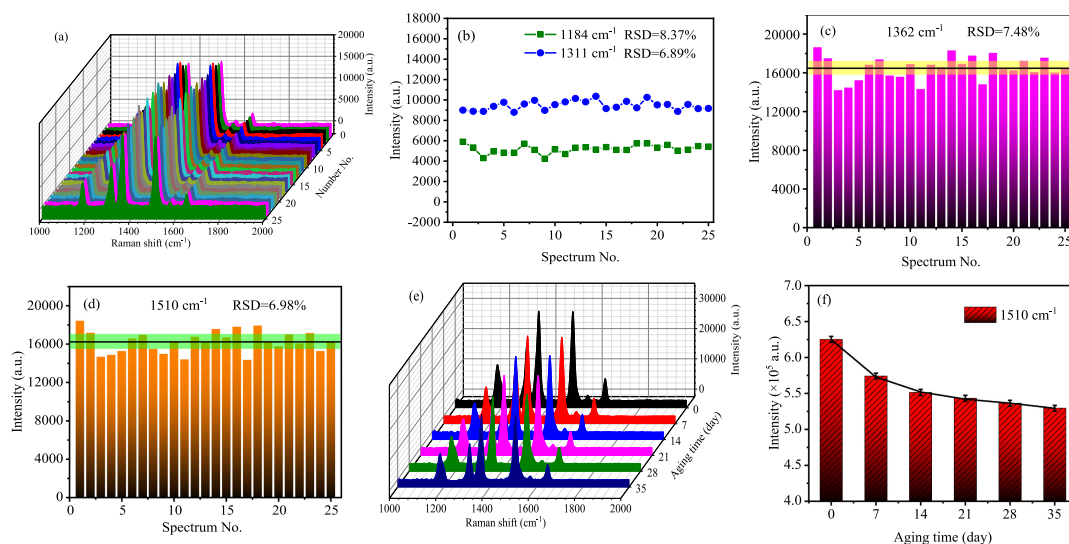 (a)
20000
15000
10000
5000
0
Intensity (a.u.)
5
10
15
20
25
Number No.
1000 1200 1400 1600 1800 2000
Raman shift (cm-1)
(b)
1184 cm-1 RSD=8.37%
1311 cm-1 RSD=6.89%
18000
16000
14000
12000
10000
8000
6000
4000
2000
0
-2000
Intensity (a.u.)
0 5 10 15 20 25
Spectrum No.
(c)
1362 cm-1 RSD=7.48%
20000
16000
12000
8000
4000
0
Intensity (a.u.)
0 5 10 15 20 25
Spectrum No.
(d)
1510 cm-1 RSD=6.98%
20000
16000
12000
8000
4000
0
Intensity (a.u.)
0 5 10 15 20 25
Spectrum No.
(e)
30000
20000
10000
0
Intensity (a.u.)
0
7
14
21
28
35
Aging time (day)
1000 1200 1400 1600 1800 2000
Raman shift (cm-1)
(f)
1510 cm-1
7.0
6.5
6.0
5.5
5.0
4.5
4.0
Intensity (×10^5 a.u.)
0 7 14 21 28 35
Aging time (day)